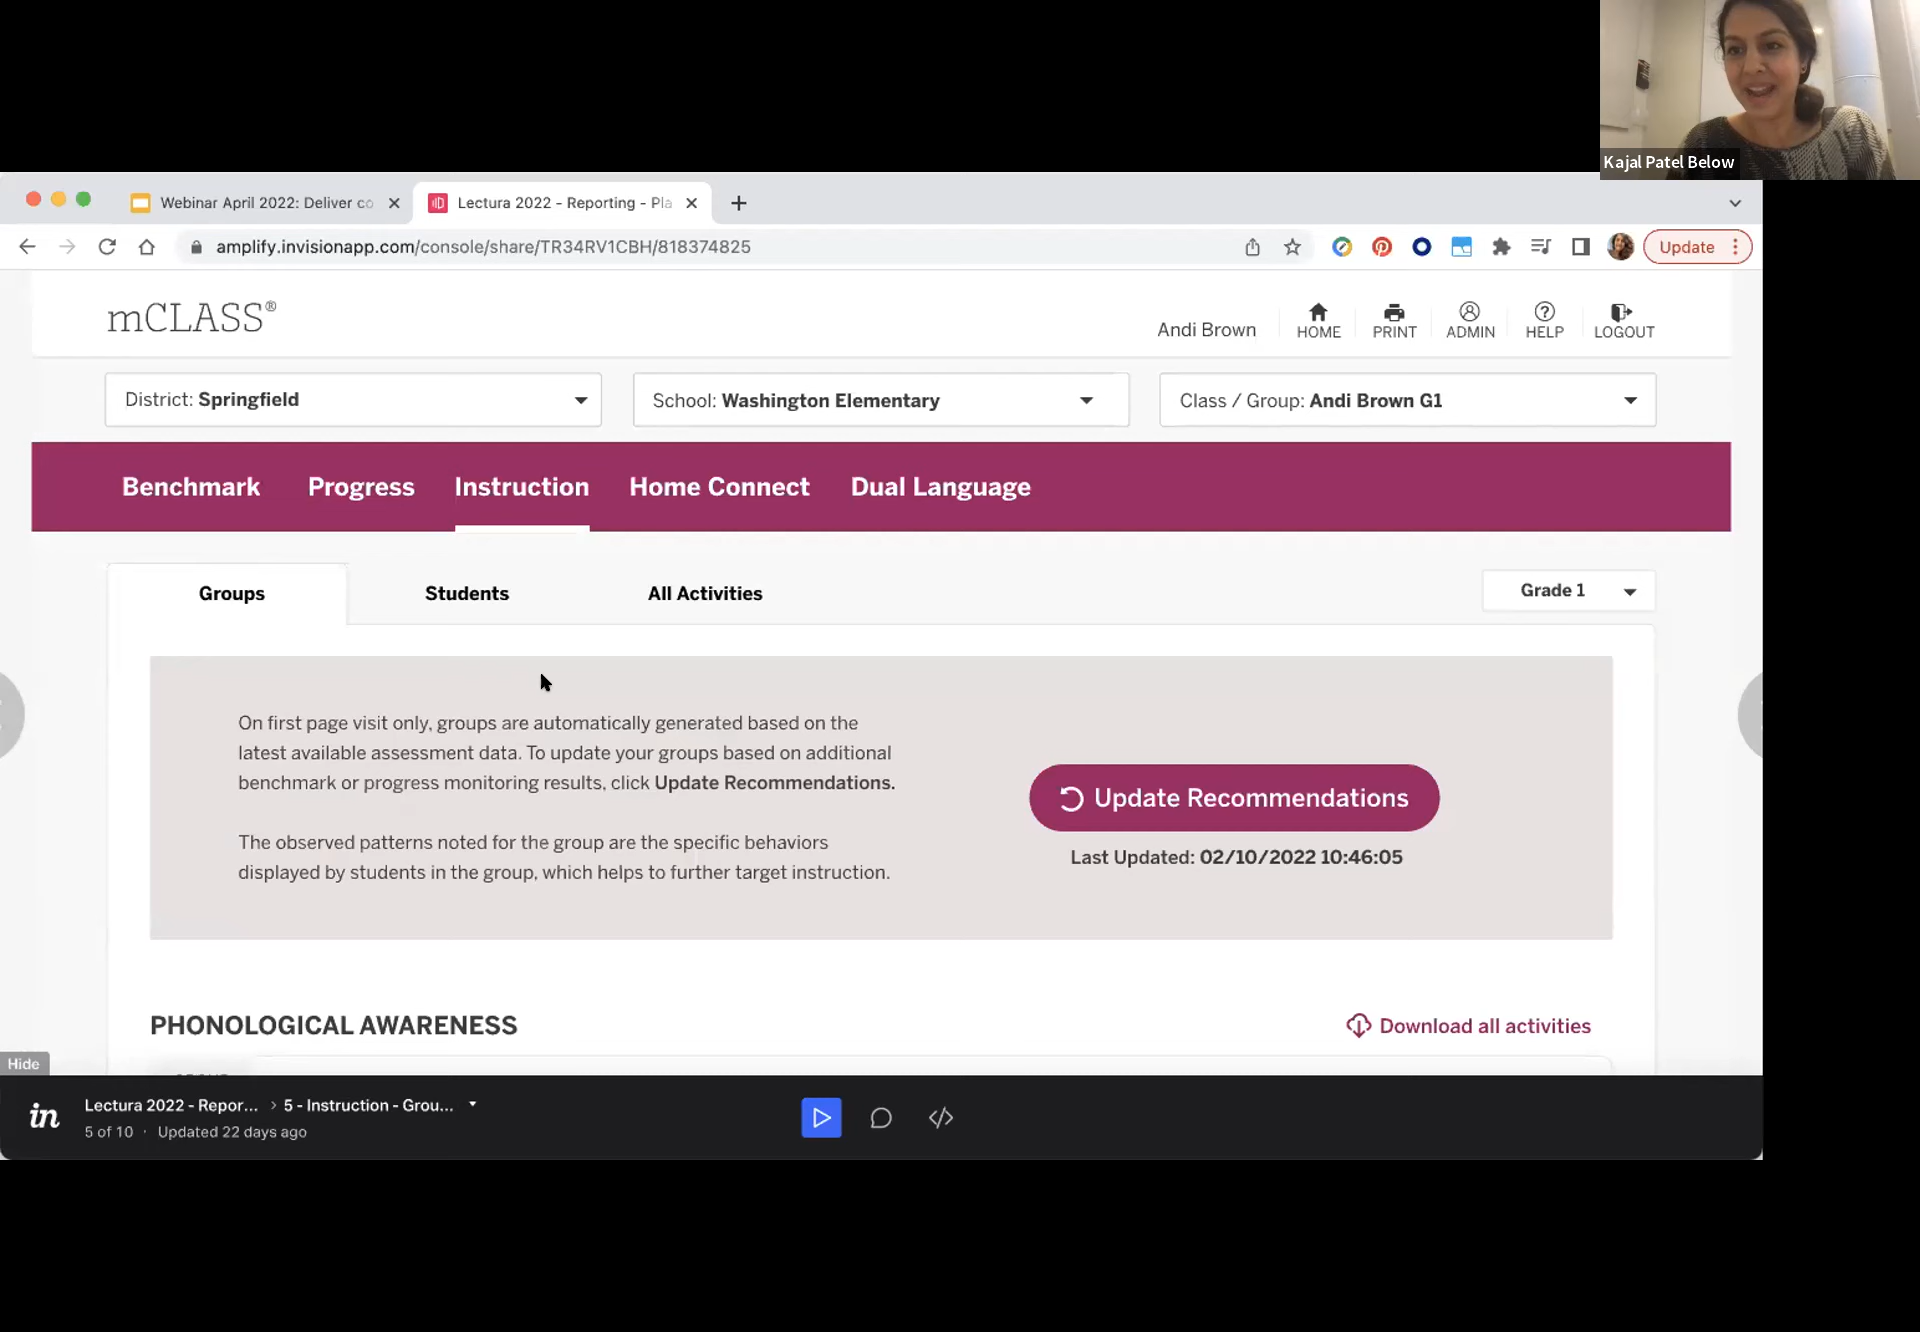 Kajal Patel Below
Webinar April 2022: Deliver co
Lectura 2022 - Reporting - Pla
amplify.invisionapp.com/console/share/TR34RV1CBH/818374825
Update
mCLASS®
Andi Brown
HOME
PRINT
ADMIN
HELP
LOGOUT
District: Springfield
School: Washington Elementary
Class / Group: Andi Brown G1
Benchmark
Progress
Instruction
Home Connect
Dual Language
Groups
Students
All Activities
Grade 1
On first page visit only, groups are automatically generated based on the
latest available assessment data. To update your groups based on additional
benchmark or progress monitoring results, click Update Recommendations.
The observed patterns noted for the group are the specific behaviors
displayed by students in the group, which helps to further target instruction.
Update Recommendations
Last Updated: 02/10/2022 10:46:05
PHONOLOGICAL AWARENESS
Download all activities
Hide
in
Lectura 2022 - Repor... > 5 - Instruction - Grou...
5 of 10 · Updated 22 days ago